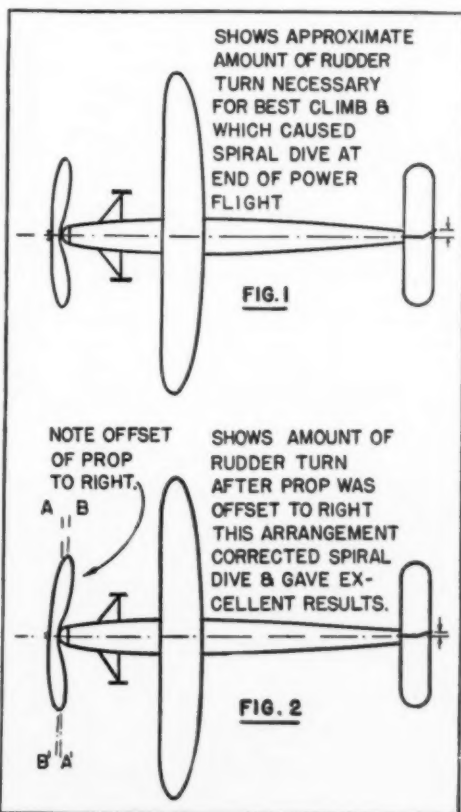 SHOWS APPROXIMATE
AMOUNT OF RUDDER
TURN NECESSARY
FOR BEST CLIMB &
WHICH CAUSED
SPIRAL DIVE AT
END OF POWER
FLIGHT
FIG. 1
NOTE OFFSET
OF PROP
TO RIGHT.
A B
SHOWS AMOUNT OF
RUDDER TURN
AFTER PROP WAS
OFFSET TO RIGHT
THIS ARRANGEMENT
CORRECTED SPIRAL
DIVE & GAVE EX-
CELLENT RESULTS.
FIG. 2
B' A'